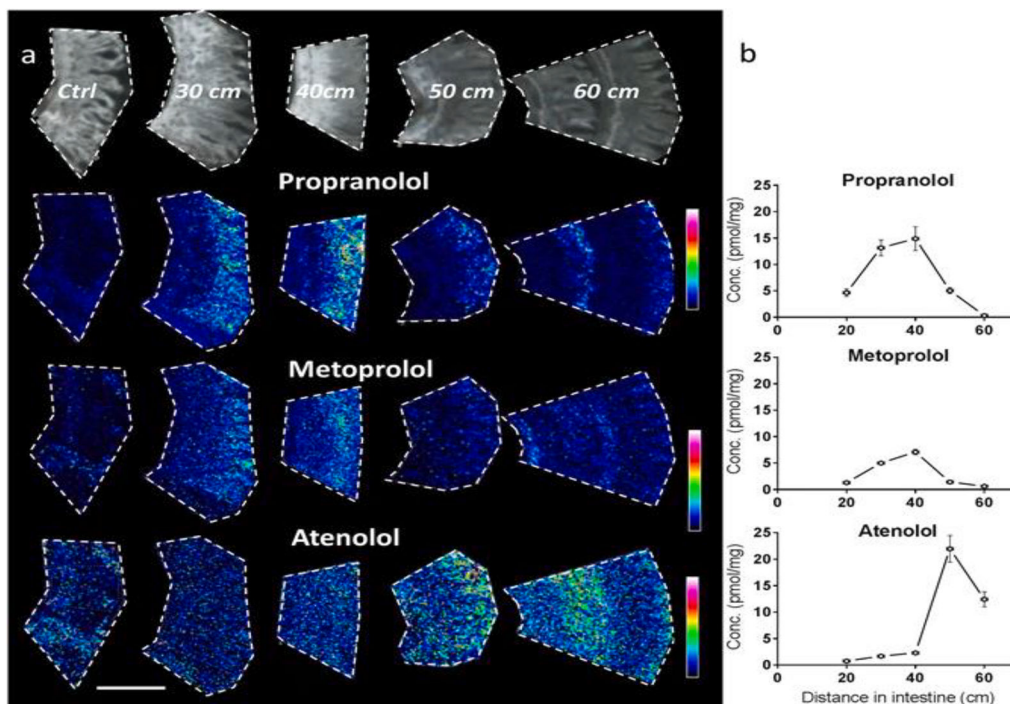 a
Ctrl
30 cm
40cm
50 cm
60 cm
Propranolol
Metoprolol
Atenolol
b
Propranolol
Conc. (pmol/mg)
25
20
15
10
5
0
0
20
40
60
Metoprolol
Conc. (pmol/mg)
25
20
15
10
5
0
0
20
40
60
Atenolol
Conc. (pmol/mg)
25
20
15
10
5
0
0
20
40
60
Distance in intestine (cm)